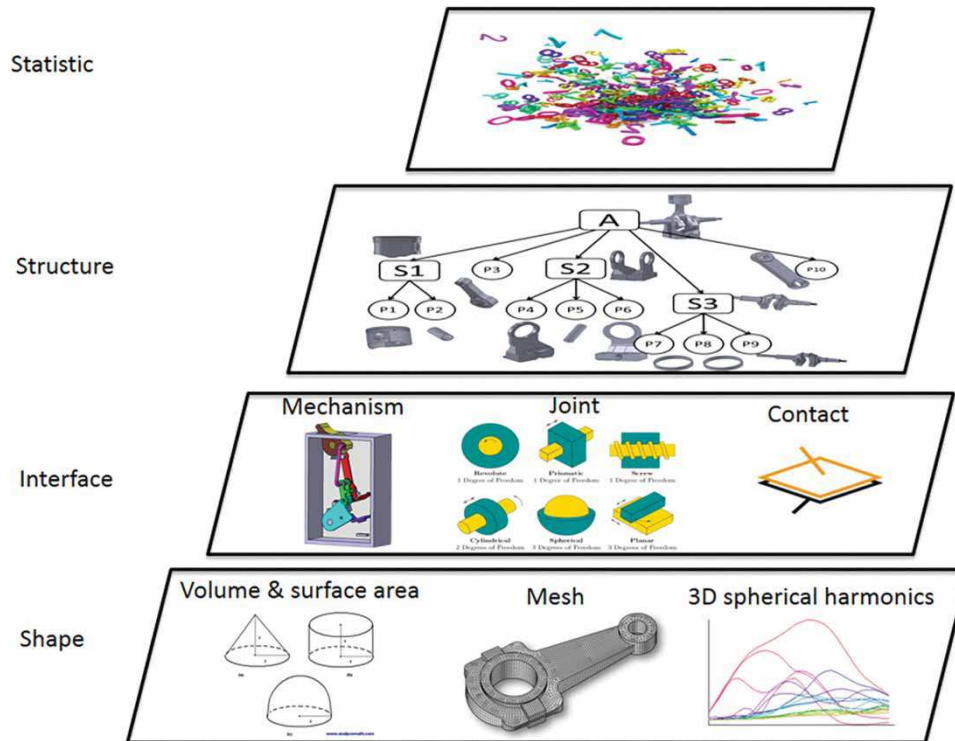 Statistic
Structure
A
S1
P3
S2
P10
P1
P2
P4
P5
P6
S3
P7
P8
P9
Interface
Mechanism
Joint
Contact
Revolute
1 Degree of Freedom
Prismatic
1 Degree of Freedom
Screw
1 Degree of Freedom
Cylindrical
2 Degrees of Freedom
Spherical
3 Degrees of Freedom
Planar
3 Degrees of Freedom
Shape
Volume & surface area
Mesh
3D spherical harmonics